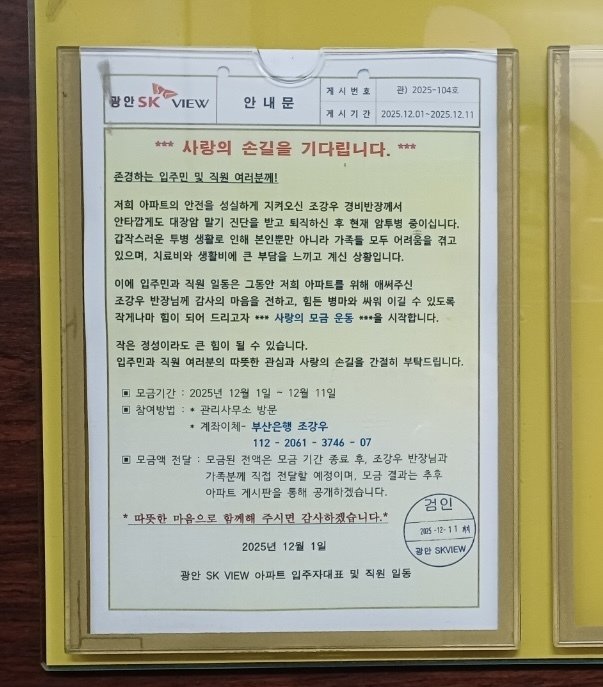 광안 SK VIEW
안 내 문
게 시 번 호 관) 2025-104호
게 시 기 간 2025.12.01~2025.12.11
*** 사랑의 손길을 기다립니다. ***
존경하는 입주민 및 직원 여러분께!
저희 아파트의 안전을 성실하게 지켜오신 조강우 경비반장께서
안타깝게도 대장암 말기 진단을 받고 퇴직하신 후 현재 암투병 중이십니다.
갑작스러운 투병 생활로 인해 본인뿐만 아니라 가족들 모두 어려움을 겪고
있으며, 치료비와 생활비에 큰 부담을 느끼고 계신 상황입니다.
이에 입주민과 직원 일동은 그동안 저희 아파트를 위해 애써주신
조강우 반장님께 감사의 마음을 전하고, 힘든 병마와 싸워 이길 수 있도록
작게나마 힘이 되어 드리고자 *** 사랑의 모금 운동 ***을 시작합니다.
작은 정성이라도 큰 힘이 될 수 있습니다.
입주민과 직원 여러분의 따뜻한 관심과 사랑의 손길을 간절히 부탁드립니다.
▣ 모금기간 : 2025년 12월 1일 ~ 12월 11일
▣ 참여방법 : * 관리사무소 방문
* 계좌이체- 부산은행 조강우
112 - 2061 - 3746 - 07
▣ 모금액 전달 : 모금된 전액은 모금 기간 종료 후, 조강우 반장님과
가족분께 직접 전달할 예정이며, 모금 결과는 추후
아파트 게시판을 통해 공개하겠습니다.
* 따뜻한 마음으로 함께해 주시면 감사하겠습니다.*
검인
2025-12-11
광안 SKVIEW
2025년 12월 1일
광안 SK VIEW 아파트 입주자대표 및 직원 일동